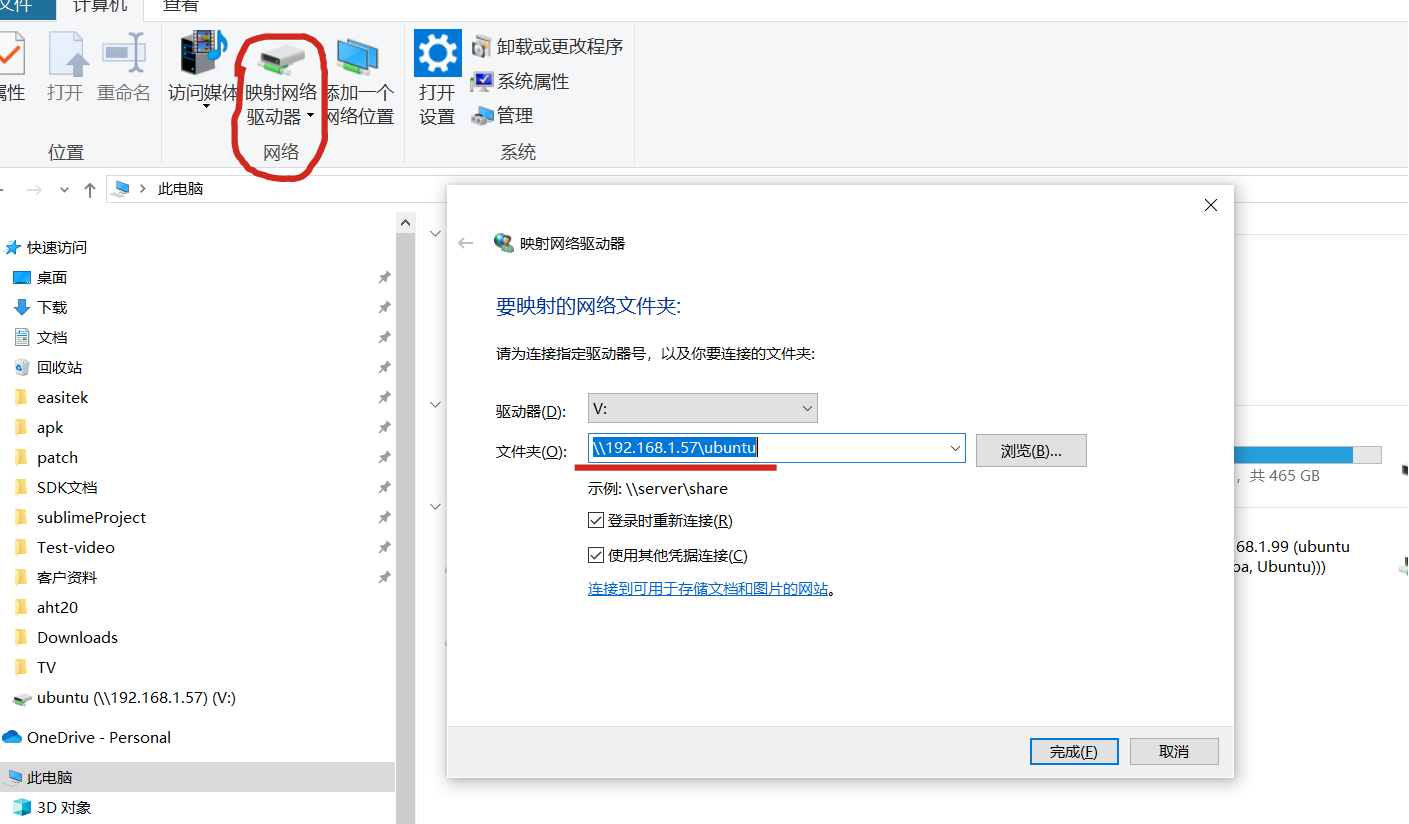 文件 计算机 查看
属性
打开
重命名
访问媒体
映射网络
驱动器
添加一个
网络位置
打开
设置
卸载或更改程序
系统属性
管理
位置
网络
系统
此电脑
快速访问
桌面
下载
文档
回收站
easitek
apk
patch
SDK文档
sublimeProject
Test-video
客户资料
aht20
Downloads
TV
ubuntu (\\192.168.1.57) (V:)
OneDrive - Personal
此电脑
3D 对象
映射网络驱动器
要映射的网络文件夹:
请为连接指定驱动器号，以及你要连接的文件夹:
驱动器(D): V:
文件夹(O): \\192.168.1.57\ubuntu 浏览(B)...
示例: \\server\share
登录时重新连接(R)
使用其他凭据连接(C)
连接到可用于存储文档和图片的网站。
完成(F) 取消
，共 465 GB
68.1.99 (ubuntu
ba, Ubuntu)))